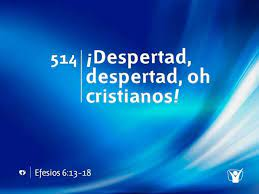 514 ¡Despertad,
despertad, oh
cristianos!
Efesios 6:13-18